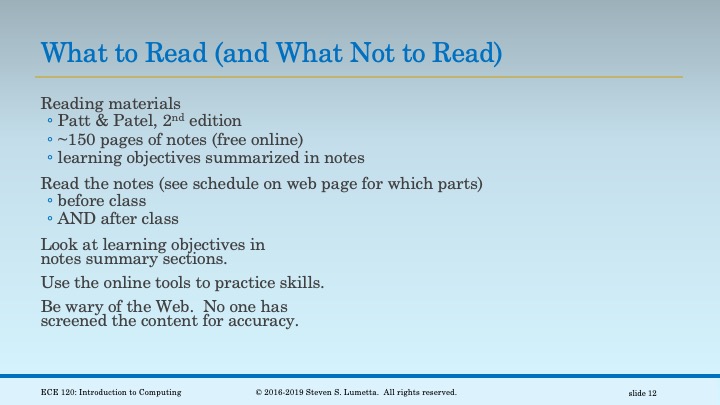 What to Read (and What Not to Read)
Reading materials
◦ Patt & Patel, 2nd edition
◦ ~150 pages of notes (free online)
◦ learning objectives summarized in notes
Read the notes (see schedule on web page for which parts)
◦ before class
◦ AND after class
Look at learning objectives in
notes summary sections.
Use the online tools to practice skills.
Be wary of the Web.  No one has
screened the content for accuracy.
ECE 120: Introduction to Computing
© 2016-2019 Steven S. Lumetta.  All rights reserved.
slide 12